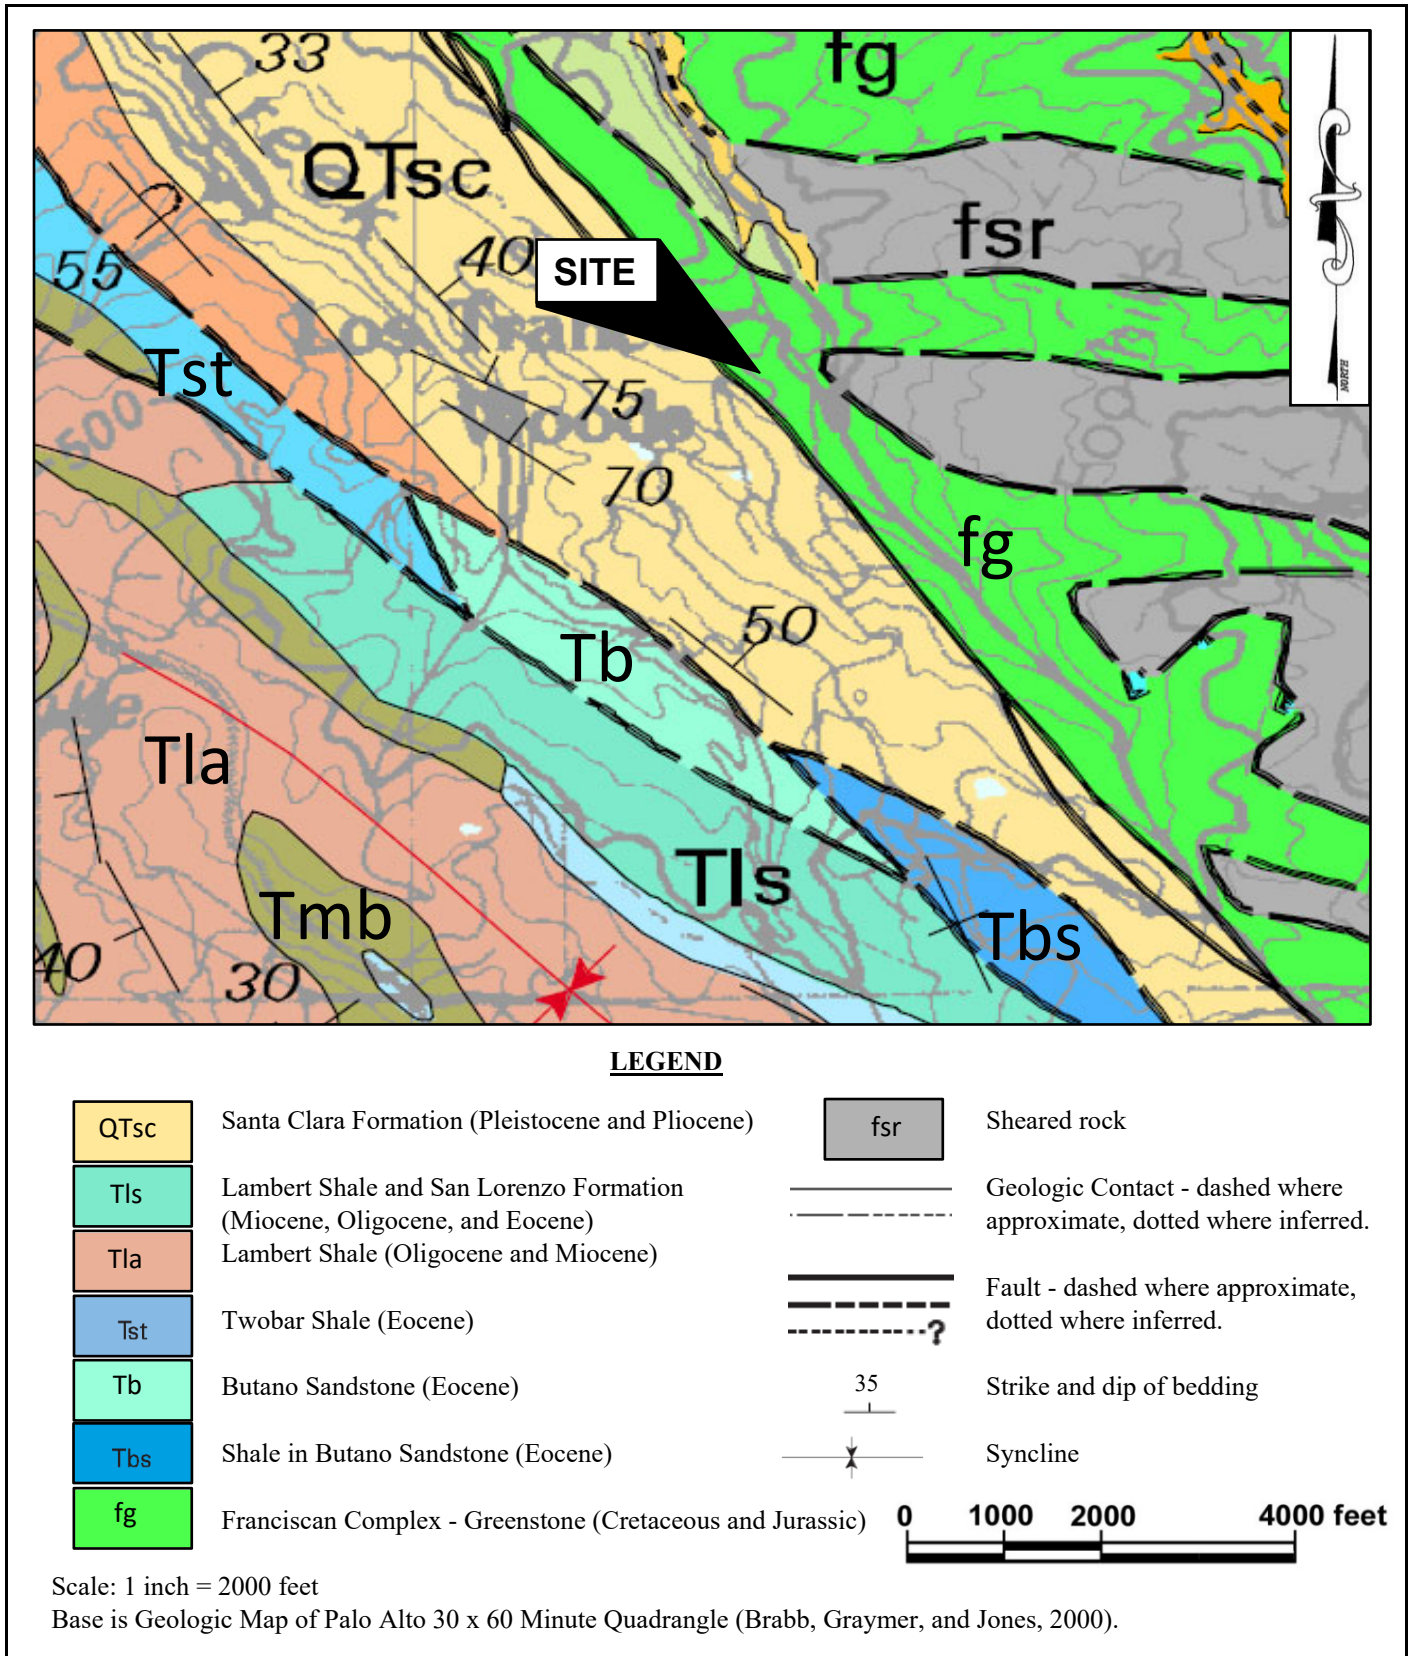 33
fg
QTsc
fsr
40
SITE
55
Los Tran
Tst
75
Woods
500
70
fg
50
Tb
Tla
Tls
Tmb
Tbs
40
30
NORTH
LEGEND
QTsc Santa Clara Formation (Pleistocene and Pliocene)
Tls Lambert Shale and San Lorenzo Formation
(Miocene, Oligocene, and Eocene)
Tla Lambert Shale (Oligocene and Miocene)
Tst Twobar Shale (Eocene)
Tb Butano Sandstone (Eocene)
Tbs Shale in Butano Sandstone (Eocene)
fg Franciscan Complex - Greenstone (Cretaceous and Jurassic)
fsr Sheared rock
Geologic Contact - dashed where
approximate, dotted where inferred.
Fault - dashed where approximate,
dotted where inferred.
?
35 Strike and dip of bedding
Syncline
0 1000 2000 4000 feet
Scale: 1 inch = 2000 feet
Base is Geologic Map of Palo Alto 30 x 60 Minute Quadrangle (Brabb, Graymer, and Jones, 2000).